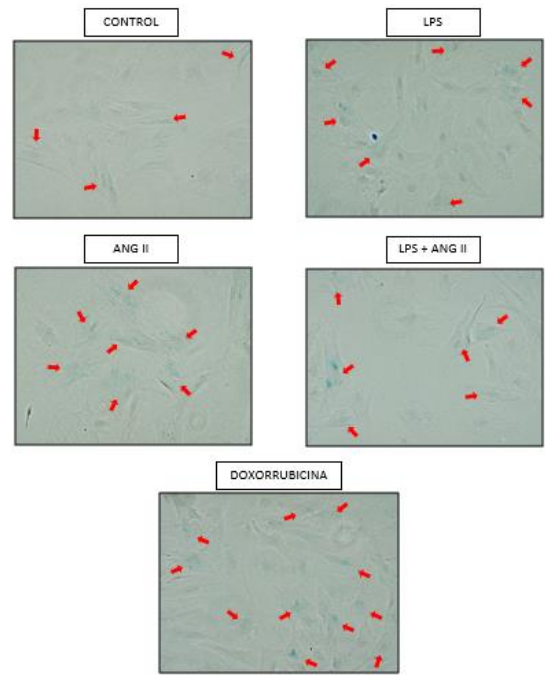 CONTROL
LPS
ANG II
LPS + ANG II
DOXORRUBICINA